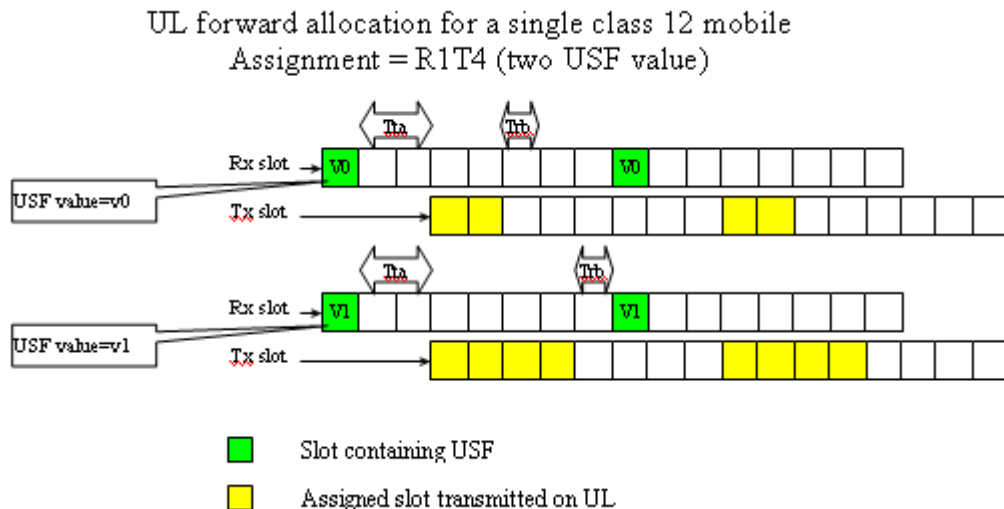 UL forward allocation for a single class 12 mobile
Assignment = R1T4 (two USF value)
Tta
Trb
Rx slot
V0
V0
USF value=v0
Tx slot
Tta
Trb
Rx slot
V1
V1
USF value=v1
Tx slot
Slot containing USF
Assigned slot transmitted on UL